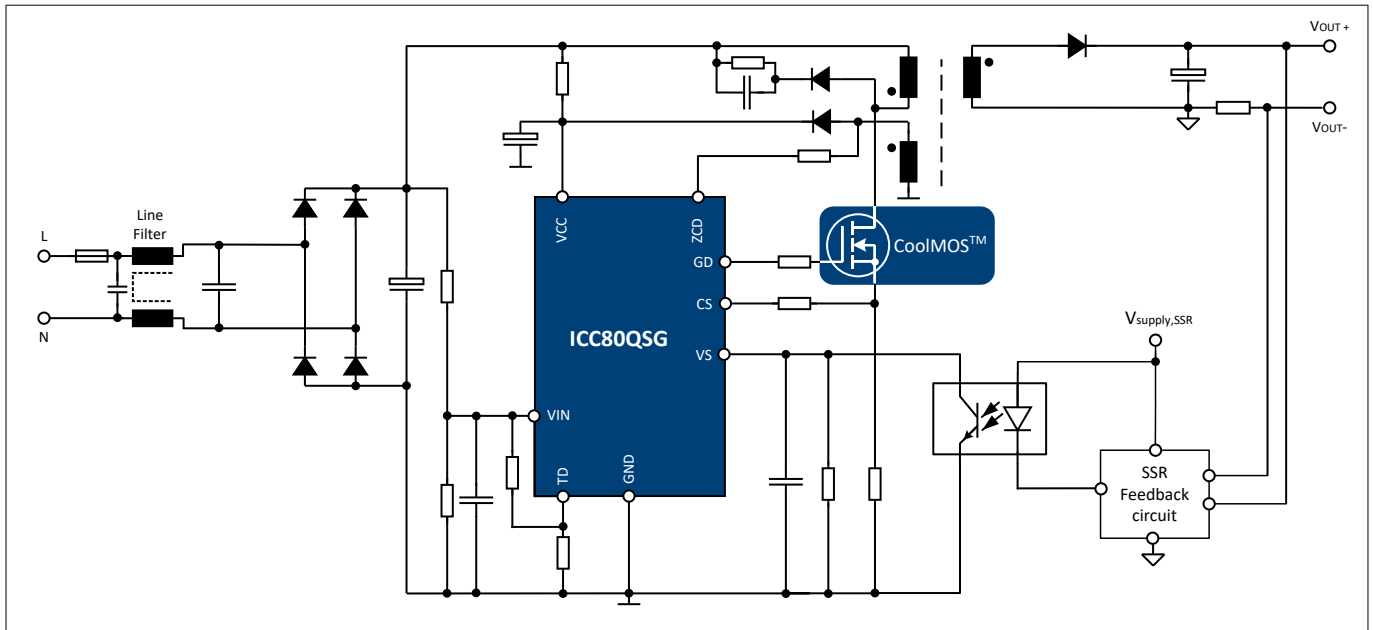 VOUT +
VOUT-
Line
Filter
L
N
VCC
ZCD
GD
CoolMOS™
CS
ICC80QSG
VS
Vsupply,SSR
VIN
TD
GND
SSR
Feedback
circuit